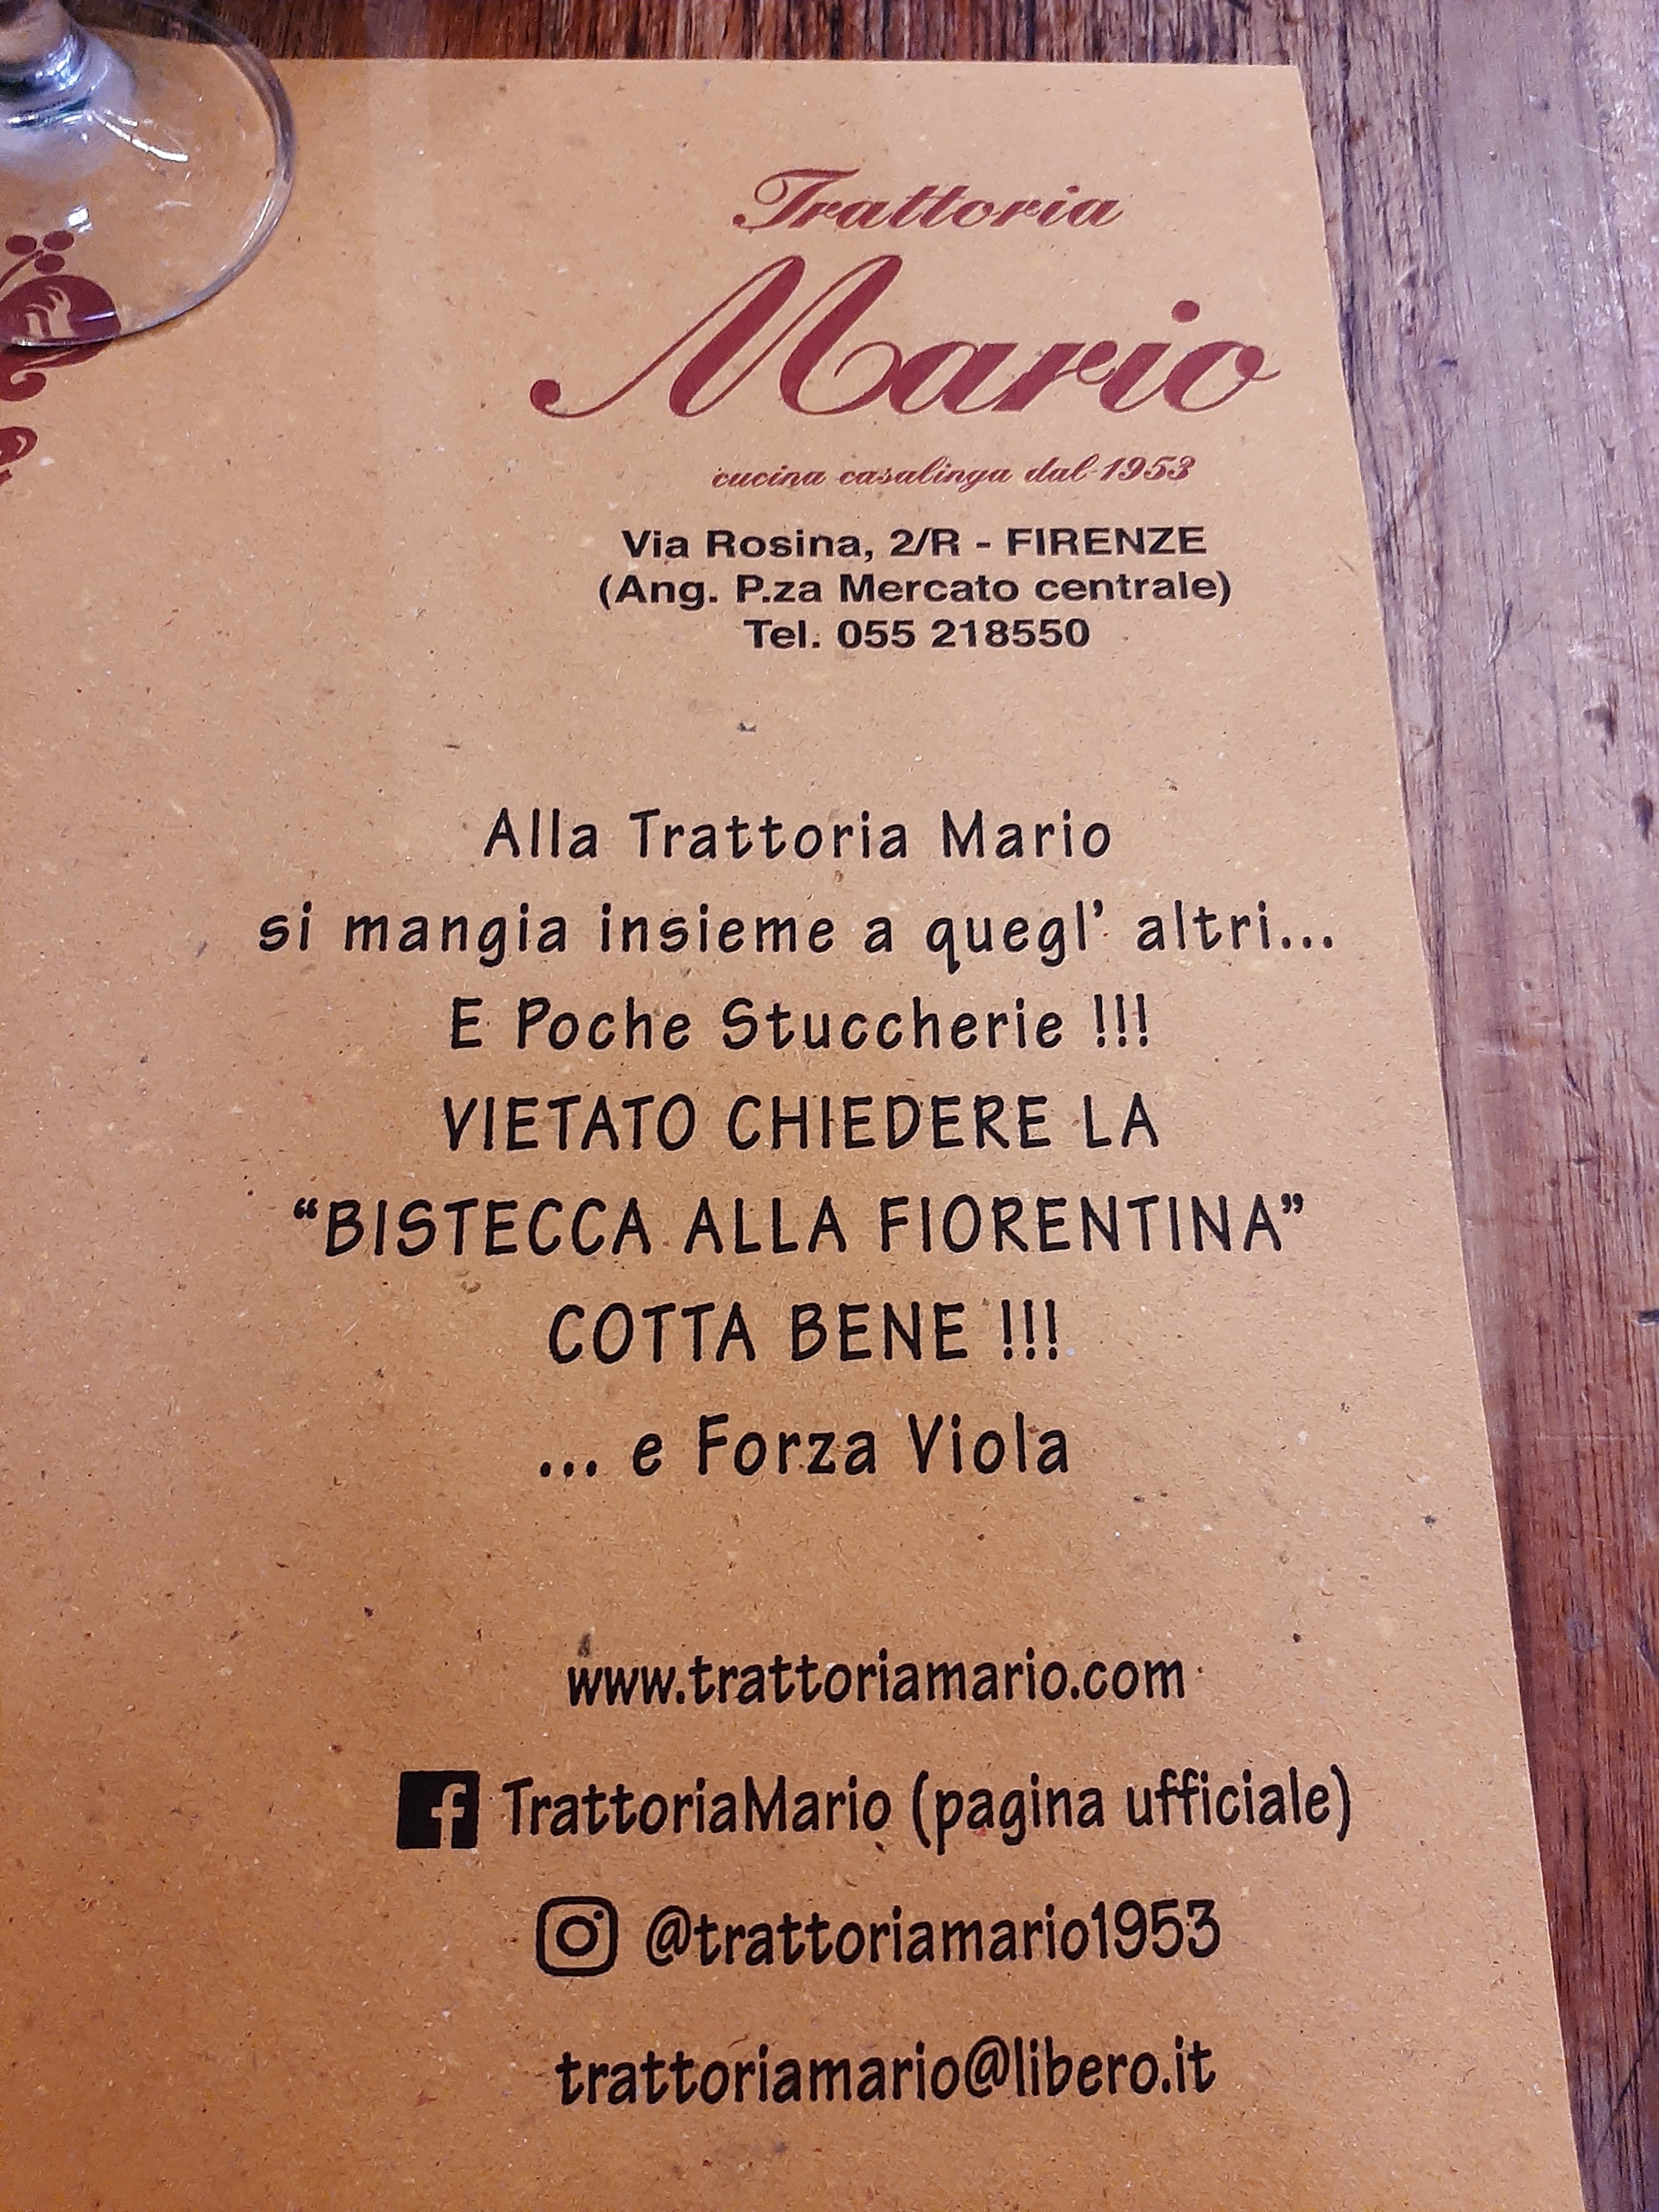 Trattoria
Mario
cucina casalinga dal 1953
Via Rosina, 2/R - FIRENZE
(Ang. P.za Mercato centrale)
Tel. 055 218550
Alla Trattoria Mario
si mangia insieme a quegl’ altri...
E Poche Stuccherie !!!
VIETATO CHIEDERE LA
“BISTECCA ALLA FIORENTINA”
COTTA BENE !!!
... e Forza Viola
www.trattoriamario.com
TrattoriaMario (pagina ufficiale)
@trattoriamario1953
trattoriamario@libero.it